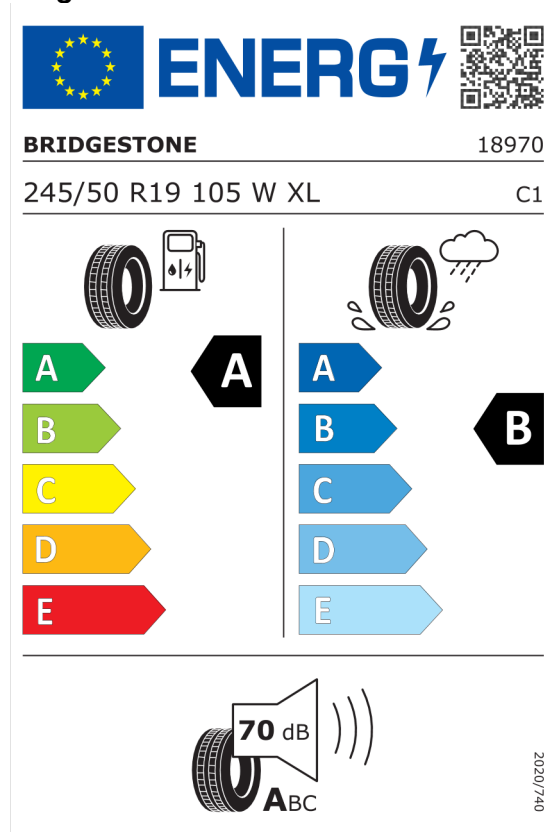 ENERG
BRIDGESTONE 18970
245/50 R19 105 W XL C1
A A A
B B B
C C
D D
E E
70 dB
ABC
2020/740